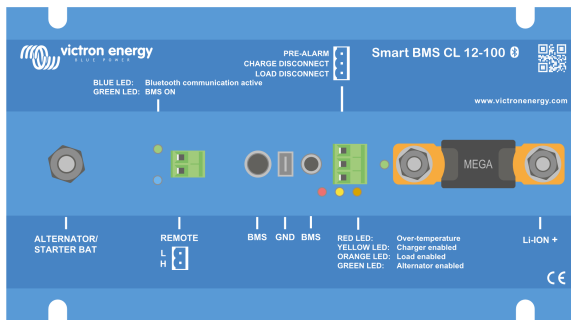 victron energy
BLUE POWER
PRE-ALARM
CHARGE DISCONNECT
LOAD DISCONNECT
Smart BMS CL 12-100
BLUE LED: Bluetooth communication active
GREEN LED: BMS ON
www.victronenergy.com
MEGA
ALTERNATOR/
STARTER BAT
REMOTE
L
H
BMS GND BMS
RED LED: Over-temperature
YELLOW LED: Charger enabled
ORANGE LED: Load enabled
GREEN LED: Alternator enabled
Li-ION +
CE